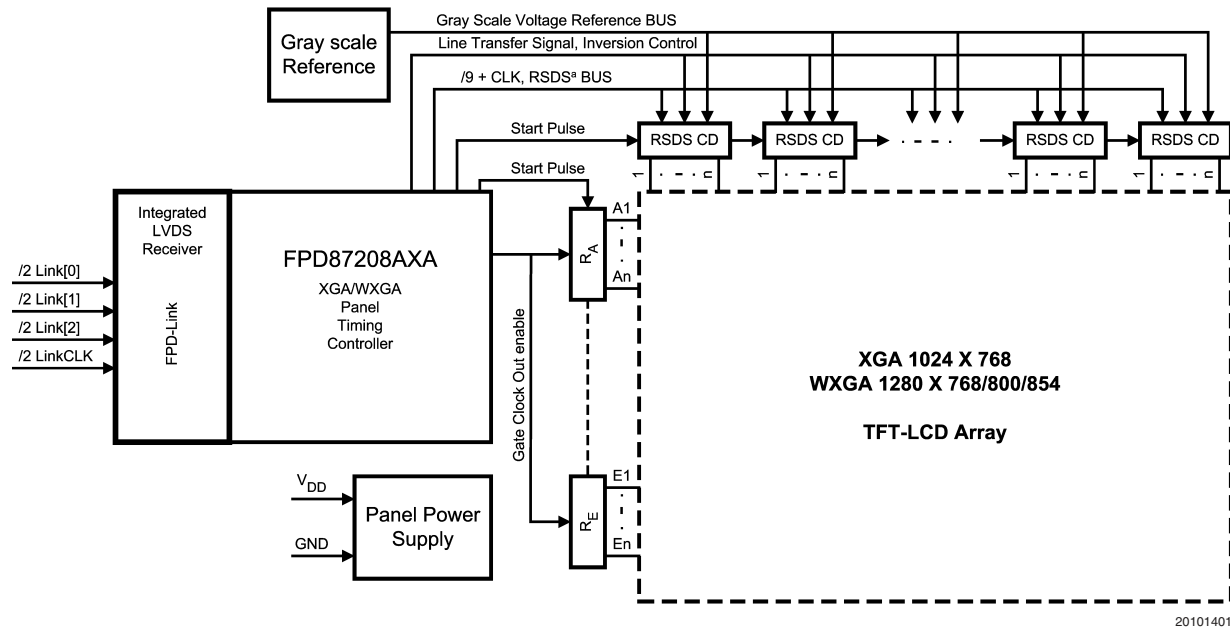 Gray scale
Reference
Gray Scale Voltage Reference BUS
Line Transfer Signal, Inversion Control
/9 + CLK, RSDSª BUS
Start Pulse
RSDS CD
RSDS CD
· - · - ·
RSDS CD
RSDS CD
1 · - · - · n
1 · - · - · n
1 · - · - · n
1 · - · - · n
Start Pulse
Integrated
LVDS
Receiver
FPD-Link
FPD87208AXA
XGA/WXGA
Panel
Timing
Controller
/2 Link[0]
/2 Link[1]
/2 Link[2]
/2 LinkCLK
Gate Clock Out enable
RA
A1
An
RE
E1
En
XGA 1024 X 768
WXGA 1280 X 768/800/854
TFT-LCD Array
VDD
GND
Panel Power
Supply
20101401